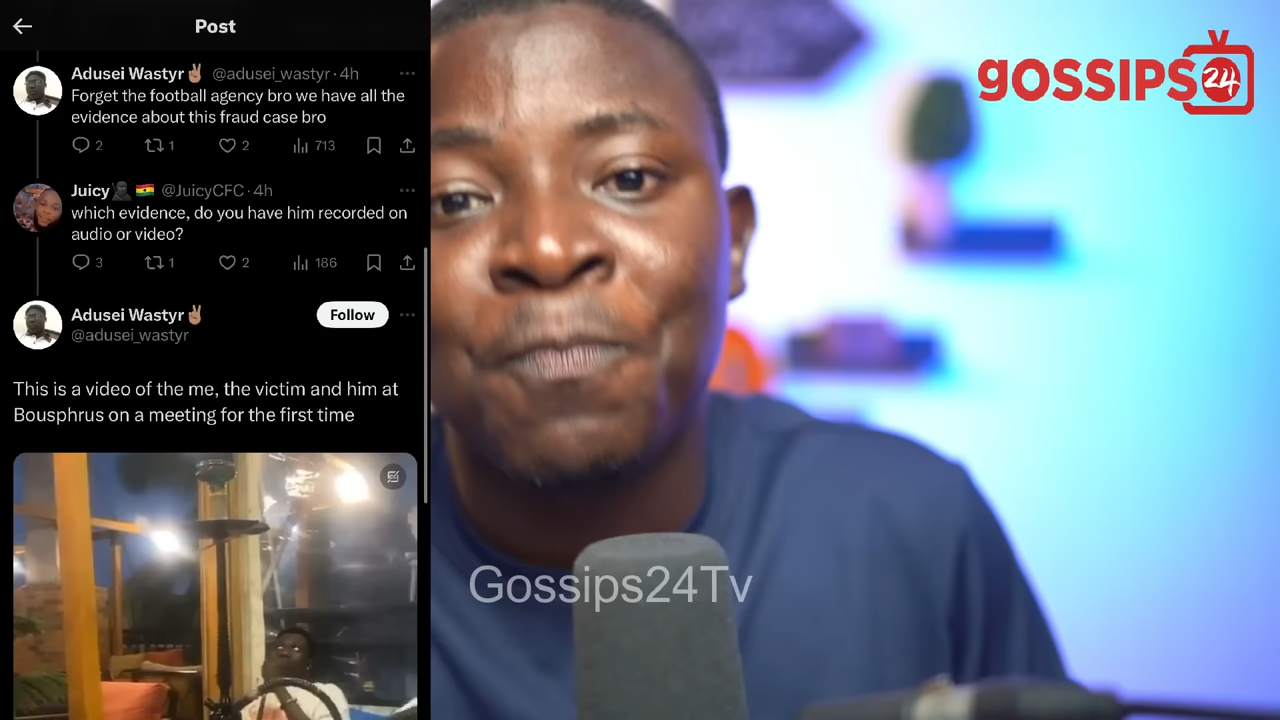 Post
Adusei Wastyr✌🏽 @adusei_wastyr · 4h
Forget the football agency bro we have all the
evidence about this fraud case bro
2 1 2 713
Juicy 🇬🇭 @JuicyCFC · 4h
which evidence, do you have him recorded on
audio or video?
3 1 2 186
Adusei Wastyr✌🏽
Follow
@adusei_wastyr
This is a video of the me, the victim and him at
Bousphrus on a meeting for the first time
GOSSIPS24
Gossips24Tv